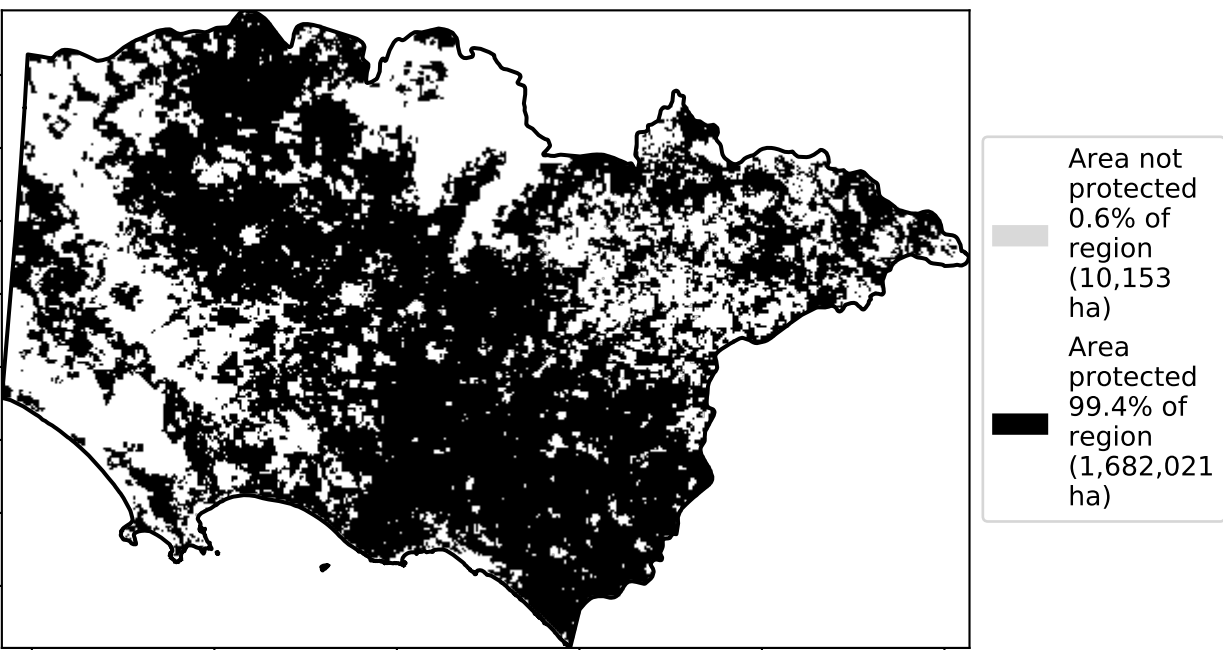 Area not
protected
0.6% of
region
(10,153
ha)
Area
protected
99.4% of
region
(1,682,021
ha)